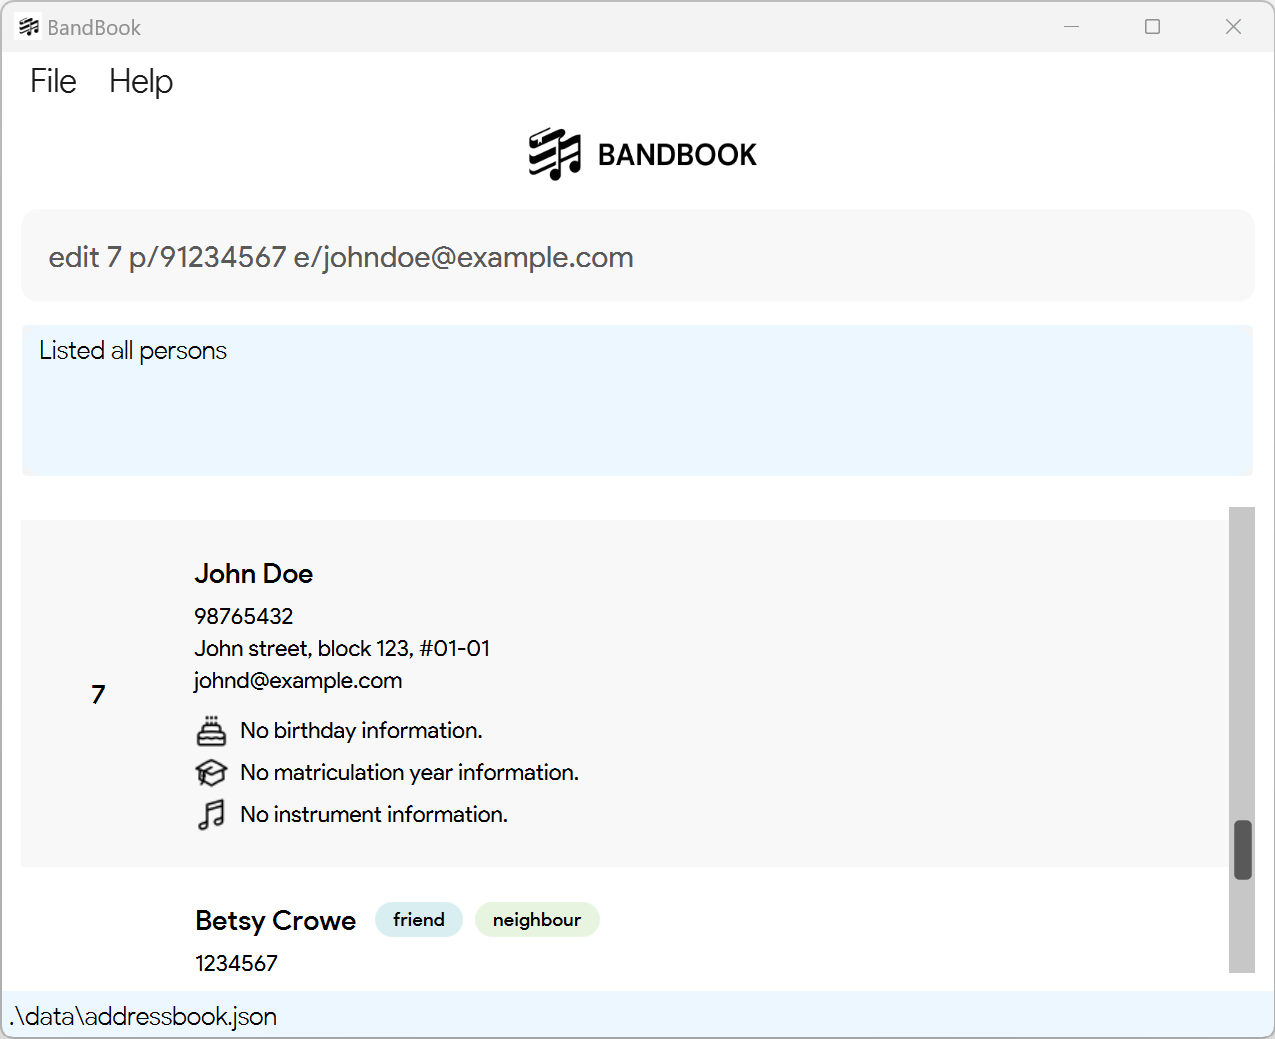 BandBook
File Help
BANDBOOK
edit 7 p/91234567 e/johndoe@example.com
Listed all persons
John Doe
98765432
John street, block 123, #01-01
johnd@example.com
7
No birthday information.
No matriculation year information.
No instrument information.
Betsy Crowe friend neighbour
1234567
.\data\addressbook.json